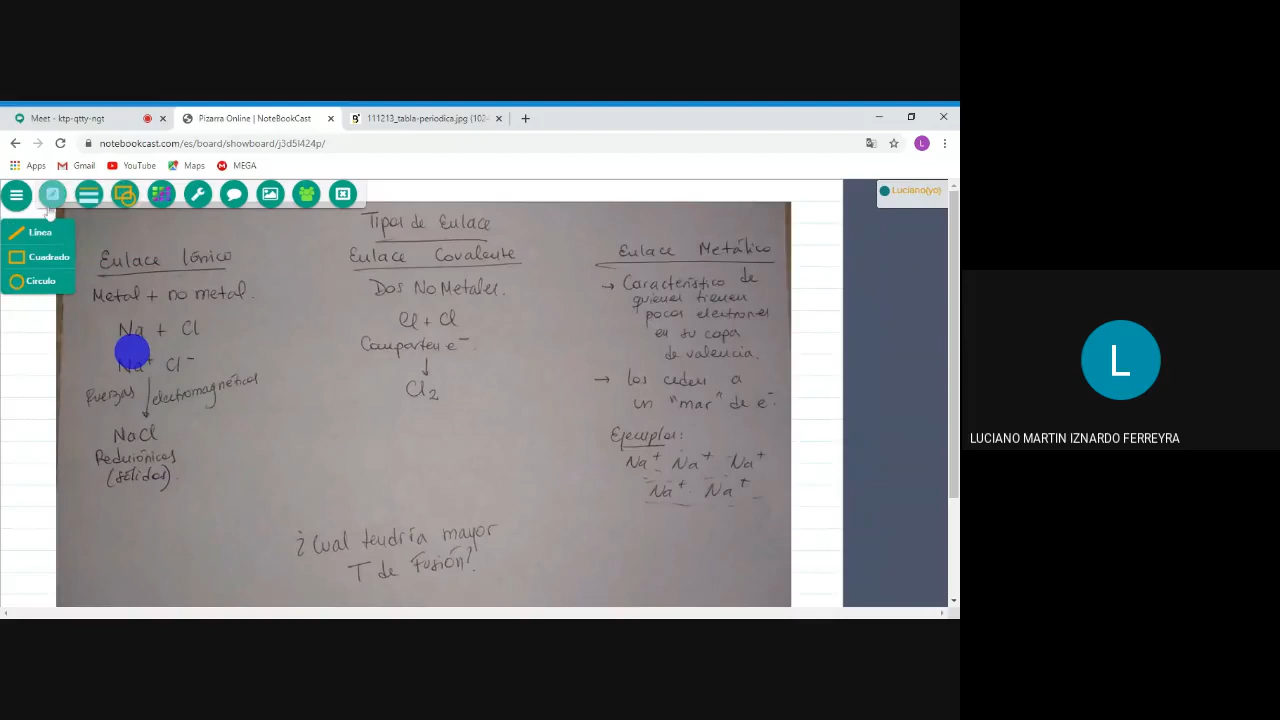 Meet - ktp-qtty-ngt
Pizarra Online | NoteBookCast
111213_tabla-periodica.jpg (102
notebookcast.com/es/board/showboard/j3d5l424p/
Apps
Gmail
YouTube
Maps
MEGA
Luciano(yo)
Línea
Cuadrado
Círculo
Tipos de Enlace
Enlace Iónico
Metal + no metal.
Na + Cl
Na+ Cl-
Fuerzas electromagnéticas
NaCl
Redes iónicas
(sólidos).
Enlace Covalente
Dos No Metales.
Cl + Cl
Comparten e-.
↓
Cl2
Enlace Metálico
→ Característico de
quienes tienen
pocos electrones
en su capa
de valencia.
→ los ceden a
un "mar" de e-.
Ejemplos:
Na+ Na+ Na+
Na+ Na+
¿Cual tendría mayor
T de Fusión?
L
L
LUCIANO MARTIN IZNARDO FERREYRA